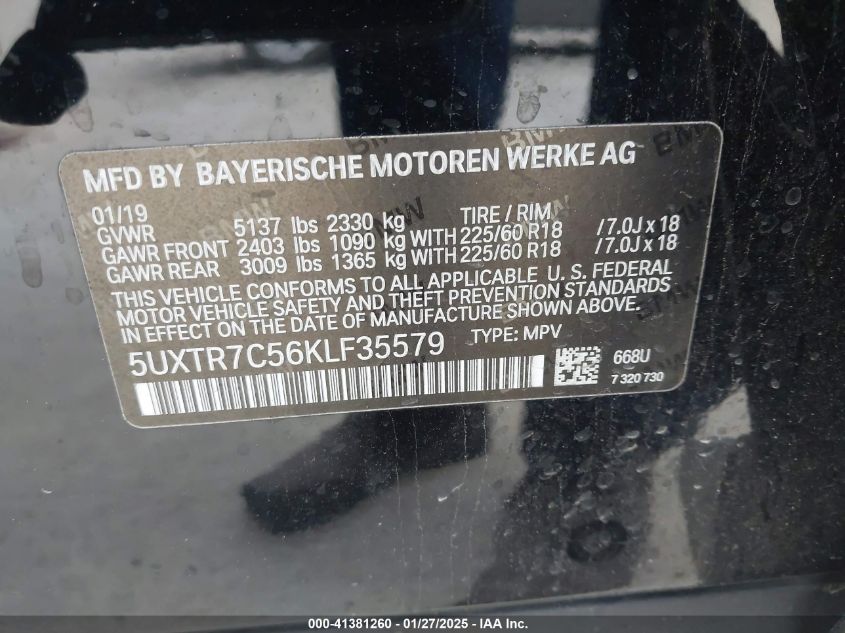 MFD BY BAYERISCHE MOTOREN WERKE AG
01/19 TIRE / RIM
GVWR 5137 lbs 2330 kg
GAWR FRONT 2403 lbs 1090 kg WITH 225/60 R18 /7.0J x 18
GAWR REAR 3009 lbs 1365 kg WITH 225/60 R18 /7.0J x 18
THIS VEHICLE CONFORMS TO ALL APPLICABLE U. S. FEDERAL
MOTOR VEHICLE SAFETY AND THEFT PREVENTION STANDARDS
IN EFFECT ON THE DATE OF MANUFACTURE SHOWN ABOVE.
5UXTR7C56KLF35579 TYPE: MPV
668U
7 320 730
000-41381260 / 01/27/2025 - IAA Inc.